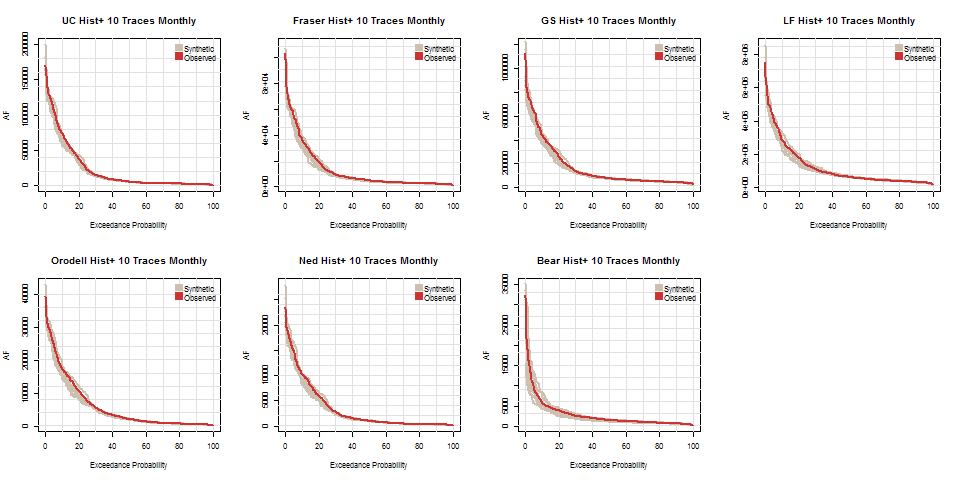 UC Hist+ 10 Traces Monthly
Fraser Hist+ 10 Traces Monthly
GS Hist+ 10 Traces Monthly
LF Hist+ 10 Traces Monthly
AF
0
50000
100000
150000
200000
Synthetic
Observed
0 20 40 60 80 100
Exceedance Probability
AF
0e+00
4e+04
8e+04
Synthetic
Observed
0 20 40 60 80 100
Exceedance Probability
AF
0
200000
600000
1000000
Synthetic
Observed
0 20 40 60 80 100
Exceedance Probability
AF
0e+00
2e+06
4e+06
6e+06
8e+06
Synthetic
Observed
0 20 40 60 80 100
Exceedance Probability
Orodell Hist+ 10 Traces Monthly
Ned Hist+ 10 Traces Monthly
Bear Hist+ 10 Traces Monthly
AF
0
10000
20000
30000
40000
Synthetic
Observed
0 20 40 60 80 100
Exceedance Probability
AF
0
5000
10000
20000
Synthetic
Observed
0 20 40 60 80 100
Exceedance Probability
AF
0
5000
15000
25000
35000
Synthetic
Observed
0 20 40 60 80 100
Exceedance Probability